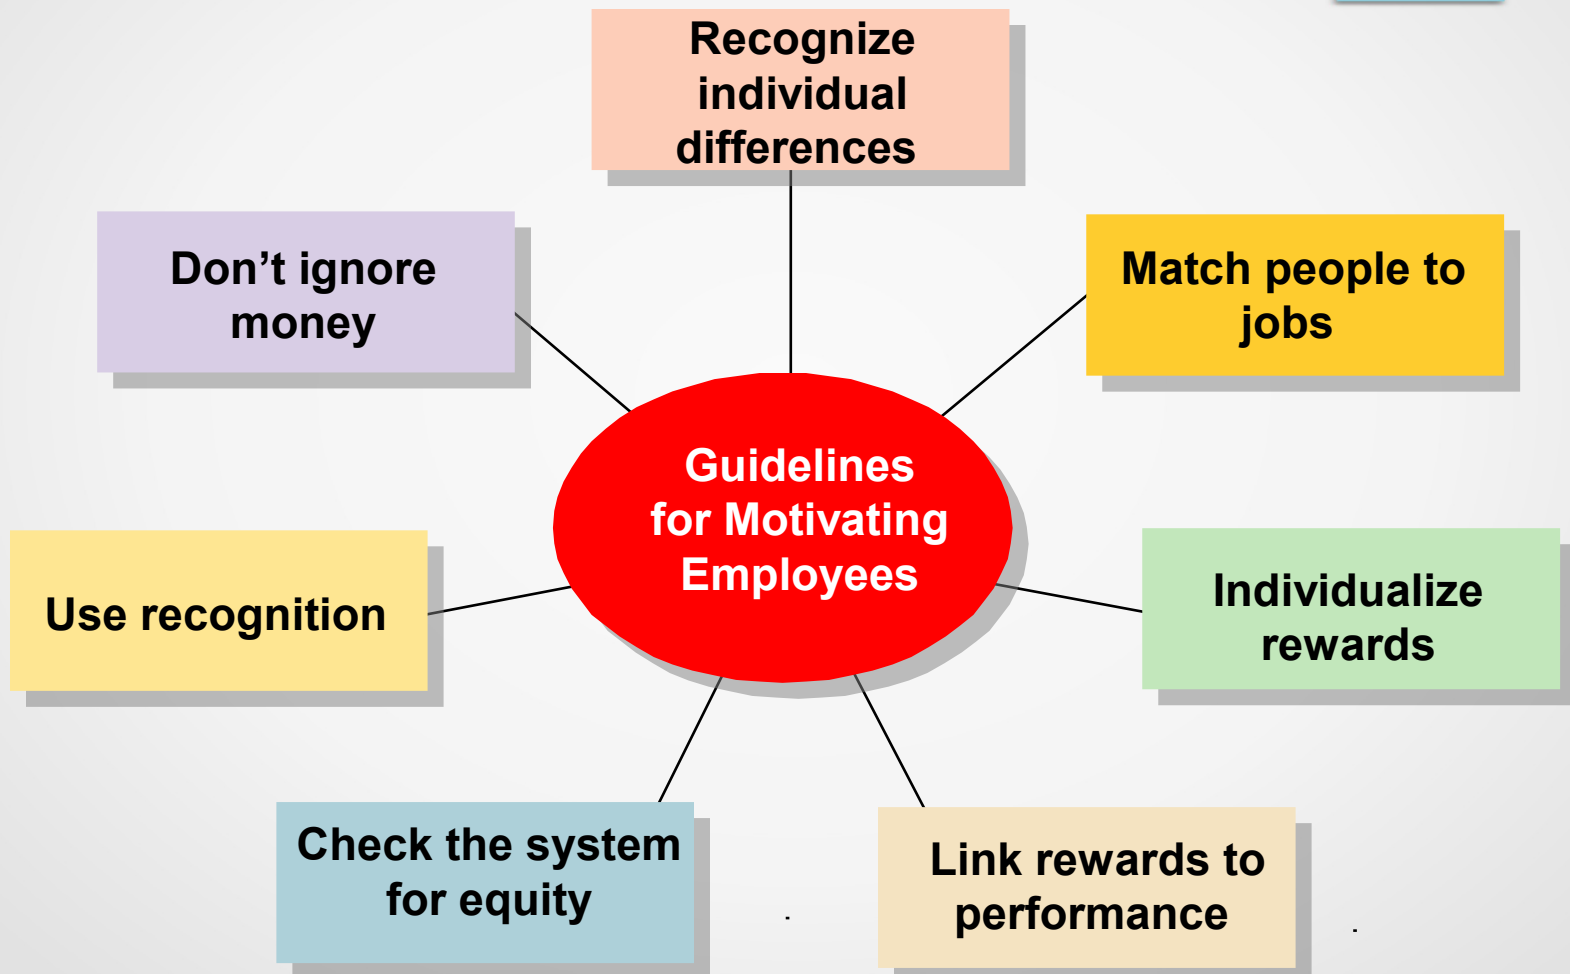 Recognize
individual
differences
Don’t ignore
money
Match people to
jobs
Guidelines
for Motivating
Employees
Use recognition
Individualize
rewards
Check the system
for equity
Link rewards to
performance
.
.